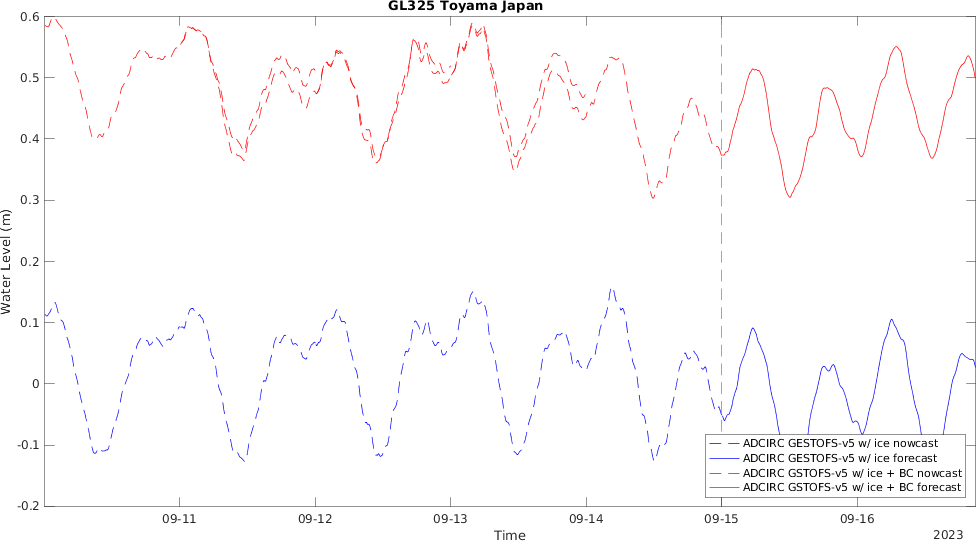 GL325 Toyama Japan
0.6
0.5
0.4
0.3
0.2
0.1
0
-0.1
-0.2
Water Level (m)
ADCIRC GESTOFS-v5 w/ ice nowcast
ADCIRC GESTOFS-v5 w/ ice forecast
ADCIRC GSTOFS-v5 w/ ice + BC nowcast
ADCIRC GSTOFS-v5 w/ ice + BC forecast
09-11
09-12
09-13
09-14
09-15
09-16
Time
2023